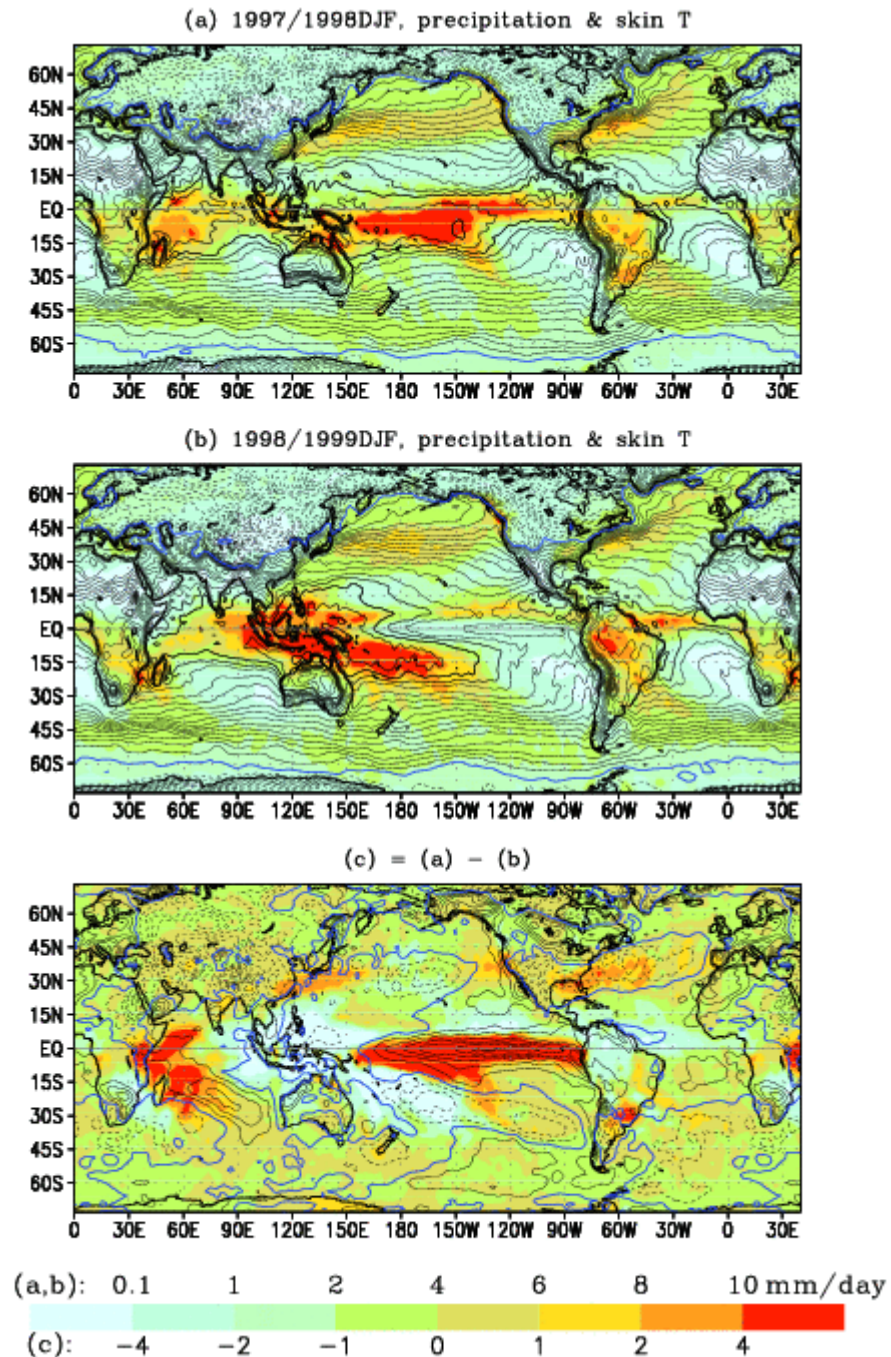 (a) 1997/1998DJF, precipitation & skin T
60N
45N
30N
15N
EQ
15S
30S
45S
60S
0 30E 60E 90E 120E 150E 180 150W 120W 90W 60W 30W 0 30E
(b) 1998/1999DJF, precipitation & skin T
60N
45N
30N
15N
EQ
15S
30S
45S
60S
0 30E 60E 90E 120E 150E 180 150W 120W 90W 60W 30W 0 30E
(c) = (a) − (b)
60N
45N
30N
15N
EQ
15S
30S
45S
60S
0 30E 60E 90E 120E 150E 180 150W 120W 90W 60W 30W 0 30E
(a,b): 0.1 1 2 4 6 8 10 mm/day
(c): −4 −2 −1 0 1 2 4